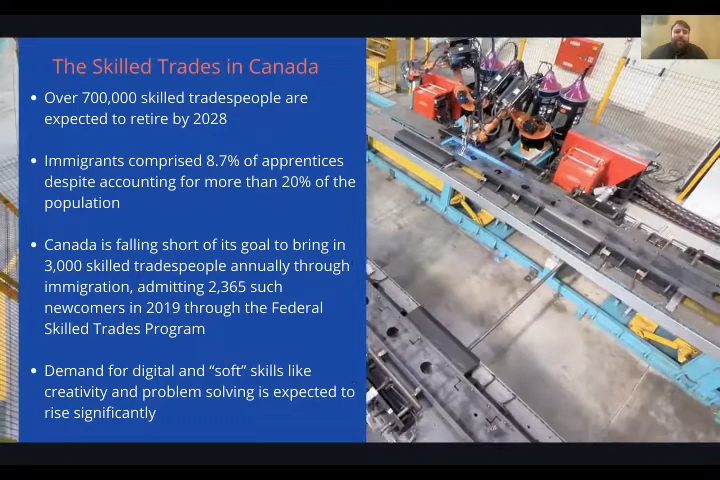 The Skilled Trades in Canada
• Over 700,000 skilled tradespeople are
expected to retire by 2028
• Immigrants comprised 8.7% of apprentices
despite accounting for more than 20% of the
population
• Canada is falling short of its goal to bring in
3,000 skilled tradespeople annually through
immigration, admitting 2,365 such
newcomers in 2019 through the Federal
Skilled Trades Program
• Demand for digital and “soft” skills like
creativity and problem solving is expected to
rise significantly